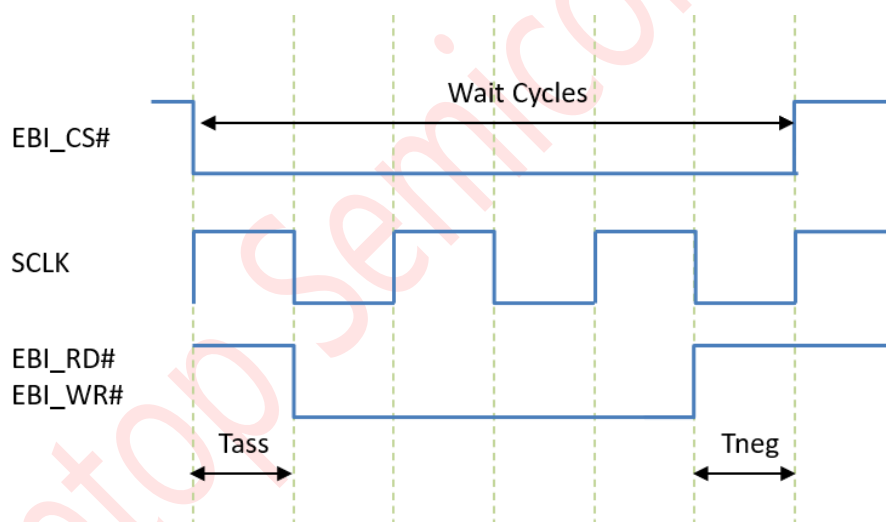 Wait Cycles
EBI_CS#
SCLK
EBI_RD#
EBI_WR#
Tass
Tneg